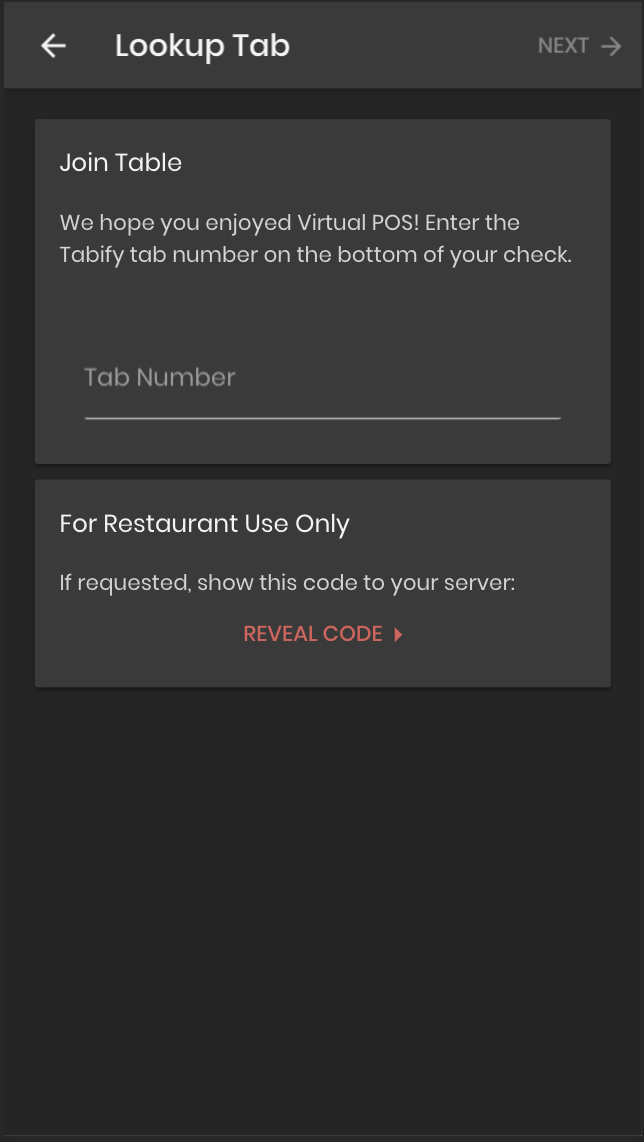 Lookup Tab
NEXT
Join Table
We hope you enjoyed Virtual POS! Enter the
Tabify tab number on the bottom of your check.
Tab Number
For Restaurant Use Only
If requested, show this code to your server:
REVEAL CODE